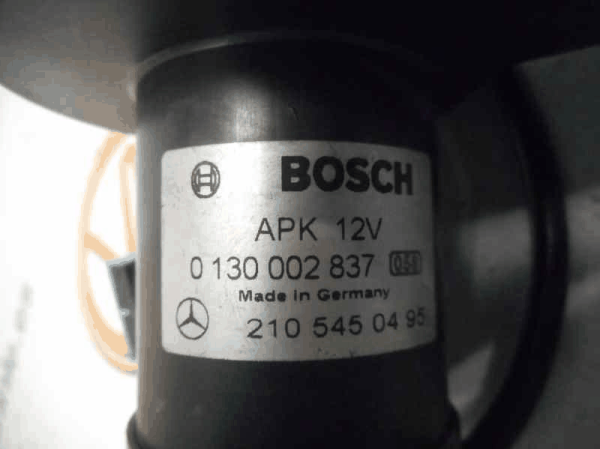 BOSCH
APK 12V
0 130 002 837
Made in Germany
210 545 04 95